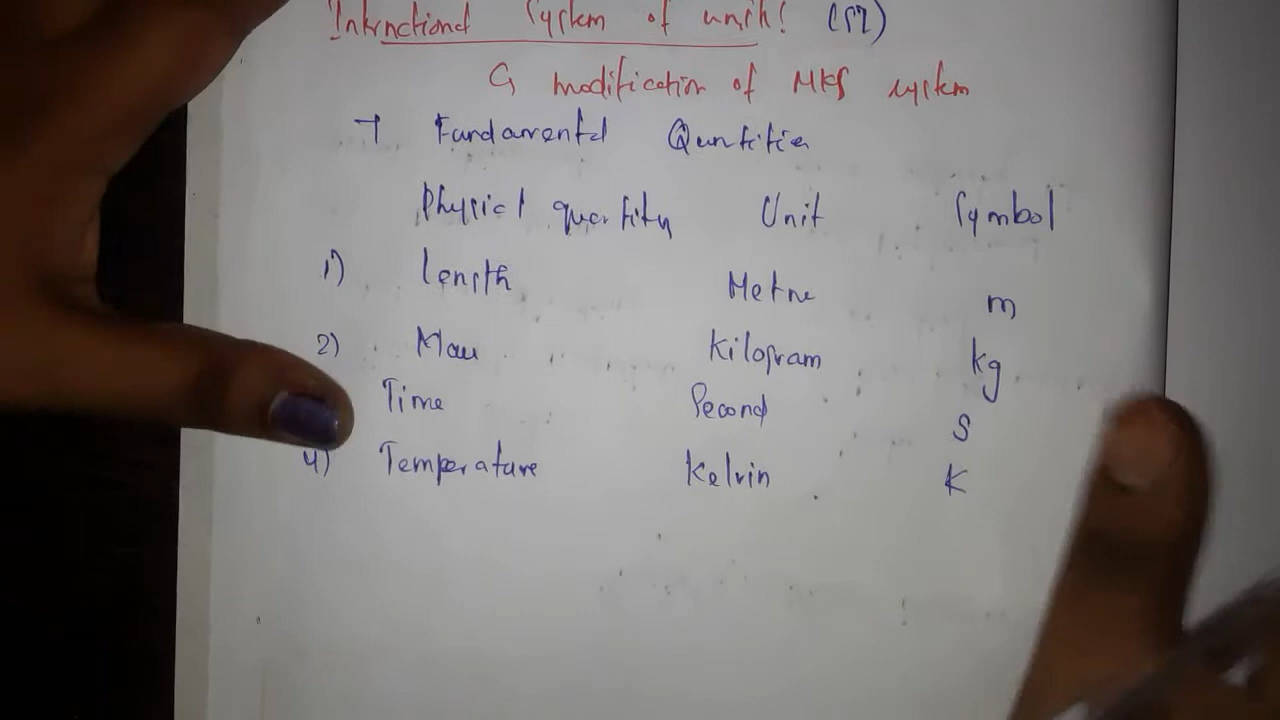 International System of units! (SI)
G modification of MKS system
→ Fundamental Quantities
Physical quantity Unit Symbol
1) Length Metre m
2) Mass Kilogram kg
Time Second S
4) Temperature Kelvin K